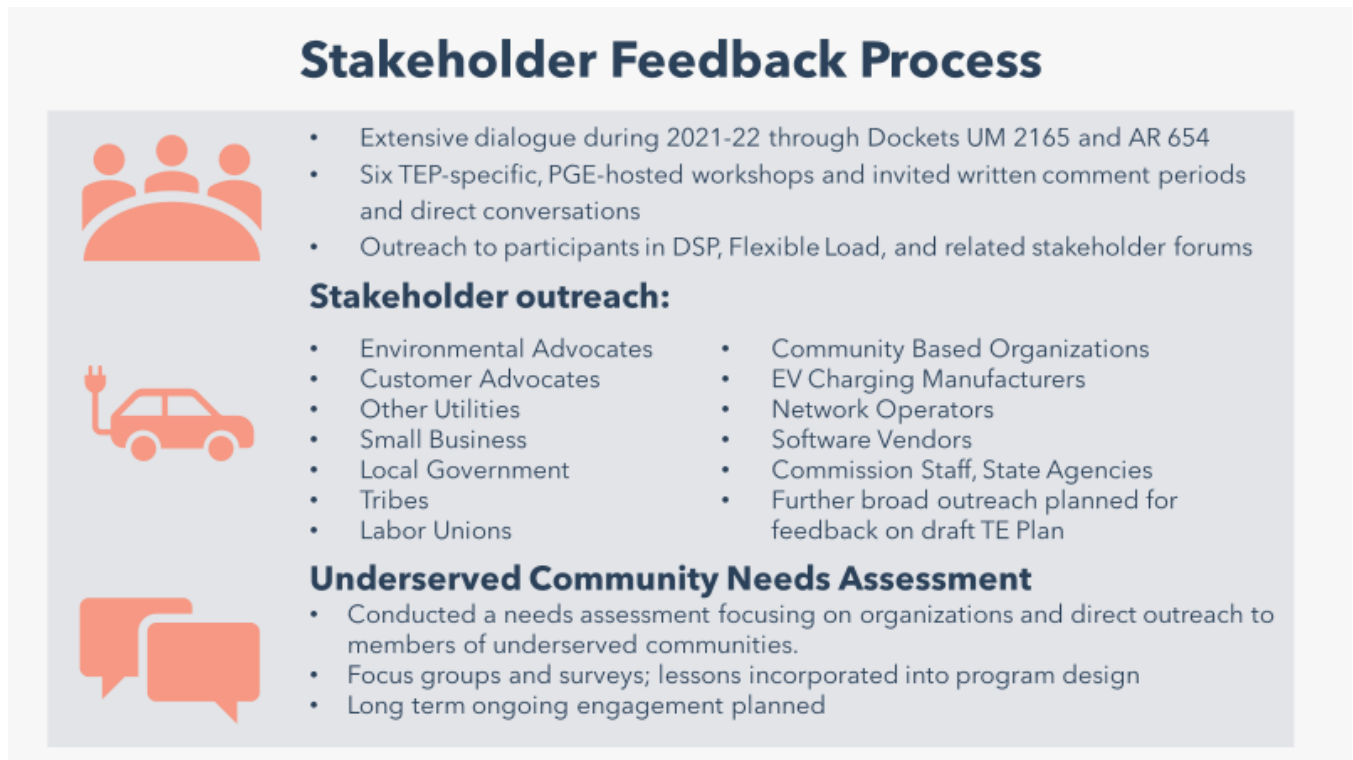 Stakeholder Feedback Process
• Extensive dialogue during 2021-22 through Dockets UM 2165 and AR 654
• Six TEP-specific, PGE-hosted workshops and invited written comment periods
and direct conversations
• Outreach to participants in DSP, Flexible Load, and related stakeholder forums
Stakeholder outreach:
• Environmental Advocates
• Customer Advocates
• Other Utilities
• Small Business
• Local Government
• Tribes
• Labor Unions
• Community Based Organizations
• EV Charging Manufacturers
• Network Operators
• Software Vendors
• Commission Staff, State Agencies
• Further broad outreach planned for
feedback on draft TE Plan
Underserved Community Needs Assessment
• Conducted a needs assessment focusing on organizations and direct outreach to
members of underserved communities.
• Focus groups and surveys; lessons incorporated into program design
• Long term ongoing engagement planned